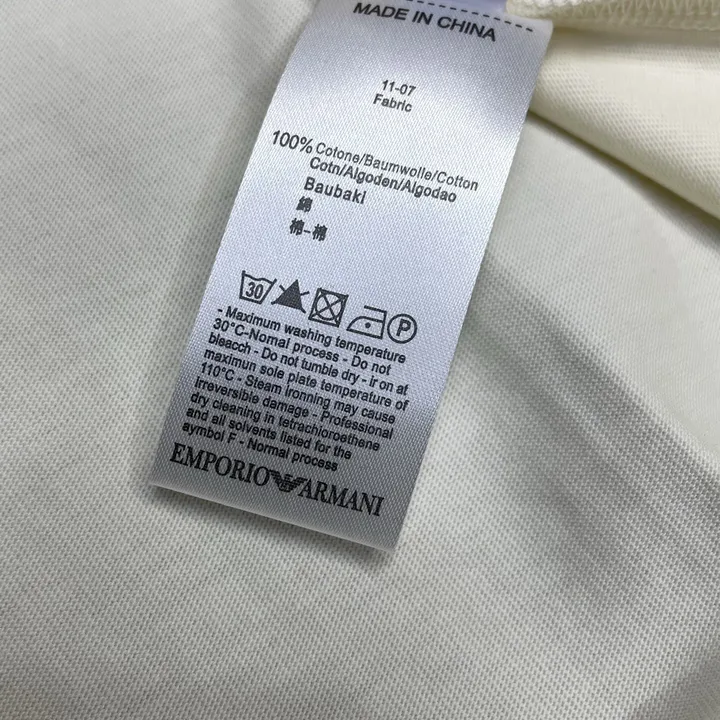 MADE IN CHINA
11-07
Fabric
100% Cotone/Baumwolle/Cotton
Cotn/Algoden/Algodao
Baubaki
綿
棉-棉
30 P
- Maximum washing temperature
30°C-Nomal process - Do not
bleacch - Do not tumble dry - ir on at
maximun sole plate temperature of
110°C - Steam ironning may cause
irreversible damage - Professional
dry cleaning in tetrachloroethene
and all solvents listed for the
symbol F - Normal process
EMPORIO ARMANI